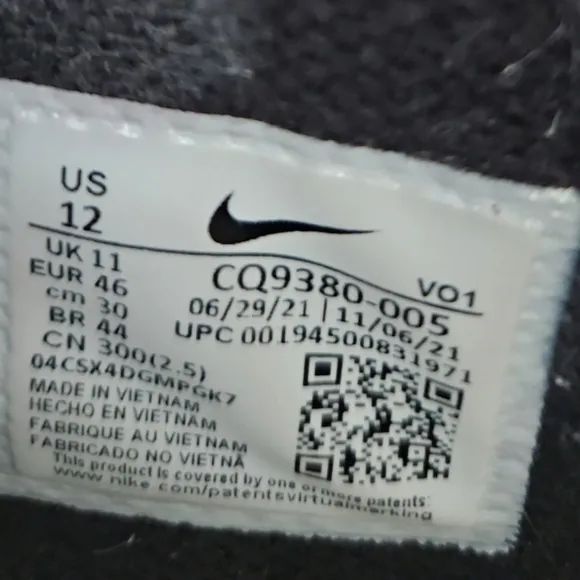 US
12
UK 11
EUR 46
cm 30
BR 44
CN 300(2.5)
VO1
CQ9380-005
06/29/21 | 11/06/21
UPC 00194500831971
04CSX4DGMPGK7
MADE IN VIETNAM
HECHO EN VIETNAM
FABRIQUE AU VIETNAM
FABRICADO NO VIETNÃ
This product is covered by one or more patents:
www.nike.com/patentsvirtualmarking